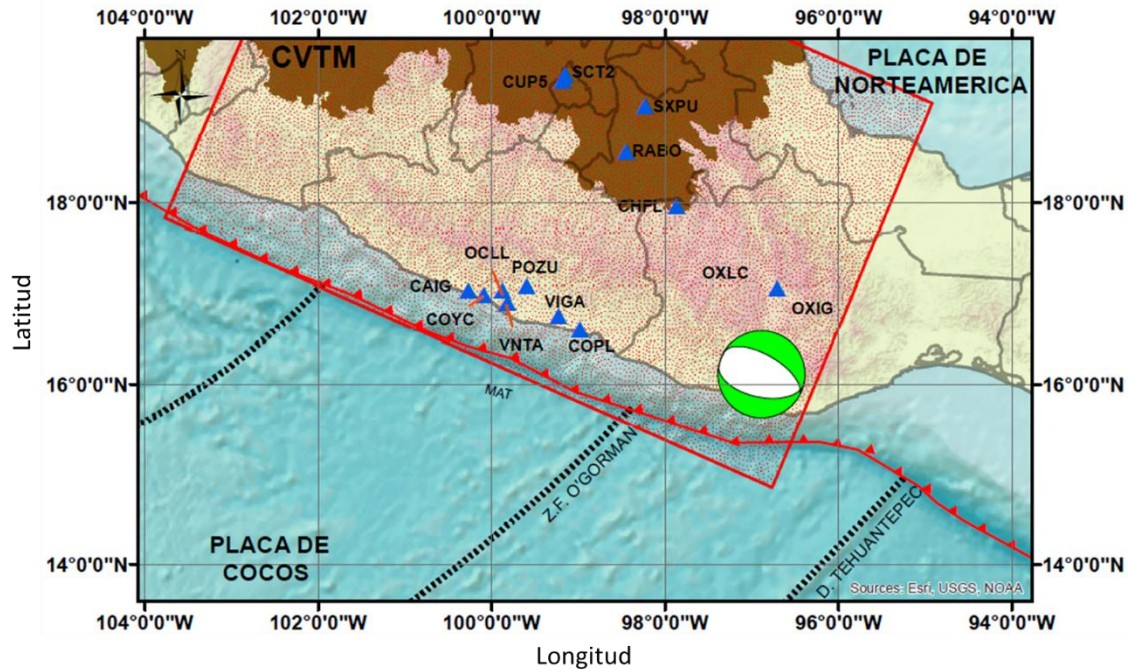 104°0'0"W 102°0'0"W 100°0'0"W 98°0'0"W 96°0'0"W 94°0'0"W
N
CVTM
PLACA DE
NORTEAMERICA
SCT2
CUP5
SXPU
RABO
18°0'0"N
CHFL
18°0'0"N
OCLL
POZU
OXLC
CAIG
VIGA
OXIG
COYC
VNTA
COPL
Latitud
16°0'0"N
MAT
16°0'0"N
Z.F. O'GORMAN
D. TEHUANTEPEC
PLACA DE
COCOS
14°0'0"N
14°0'0"N
Sources: Esri, USGS, NOAA
104°0'0"W 102°0'0"W 100°0'0"W 98°0'0"W 96°0'0"W 94°0'0"W
Longitud